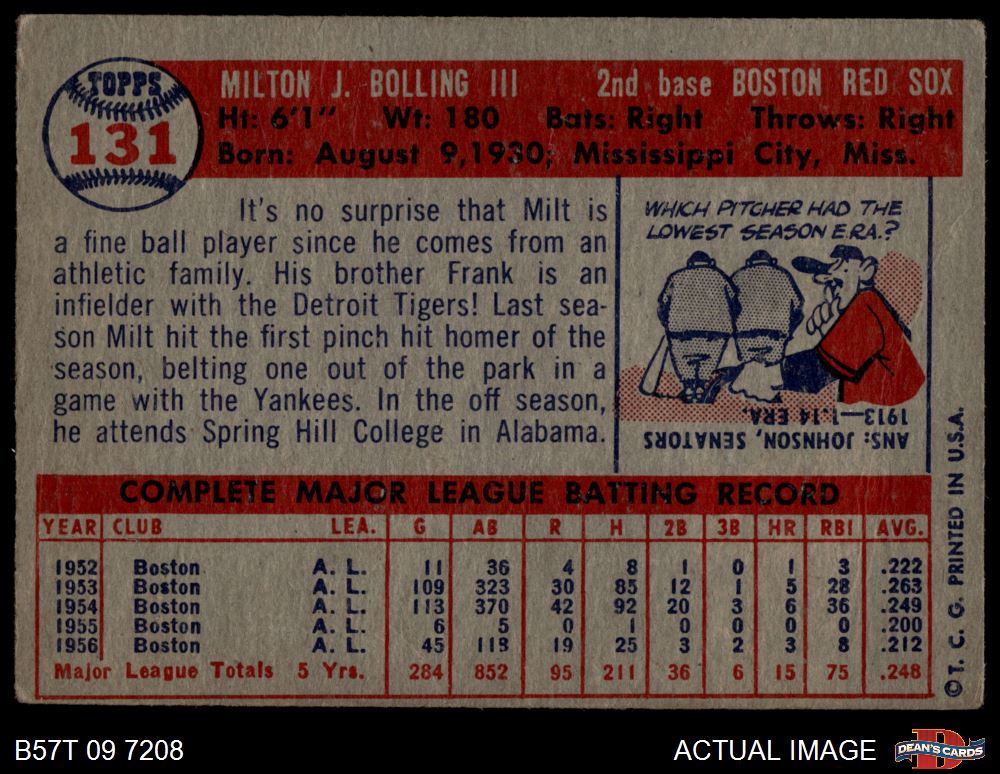 TOPPS
131
MILTON J. BOLLING III 2nd base BOSTON RED SOX
Ht: 6'1" Wt: 180 Bats: Right Throws: Right
Born: August 9,1930; Mississippi City, Miss.
It's no surprise that Milt is
a fine ball player since he comes from an
athletic family. His brother Frank is an
infielder with the Detroit Tigers! Last sea-
son Milt hit the first pinch hit homer of the
season, belting one out of the park in a
game with the Yankees. In the off season,
he attends Spring Hill College in Alabama.
WHICH PITCHER HAD THE
LOWEST SEASON E.R.A.?
ANS: JOHNSON, SENATORS
1913—1.14 ERA.
COMPLETE MAJOR LEAGUE BATTING RECORD
YEAR CLUB LEA. G AB R H 2B 3B HR RBI AVG.
1952 Boston A. L. 11 36 4 8 1 0 1 3 .222
1953 Boston A. L. 109 323 30 85 12 1 5 28 .263
1954 Boston A. L. 113 370 42 92 20 3 6 36 .249
1955 Boston A. L. 6 5 0 1 0 0 0 0 .200
1956 Boston A. L. 45 118 19 25 3 2 3 8 .212
Major League Totals 5 Yrs. 284 852 95 211 36 6 15 75 .248
© T. C. G. PRINTED IN U.S.A.
B57T 09 7208
ACTUAL IMAGE
D
DEAN'S CARDS